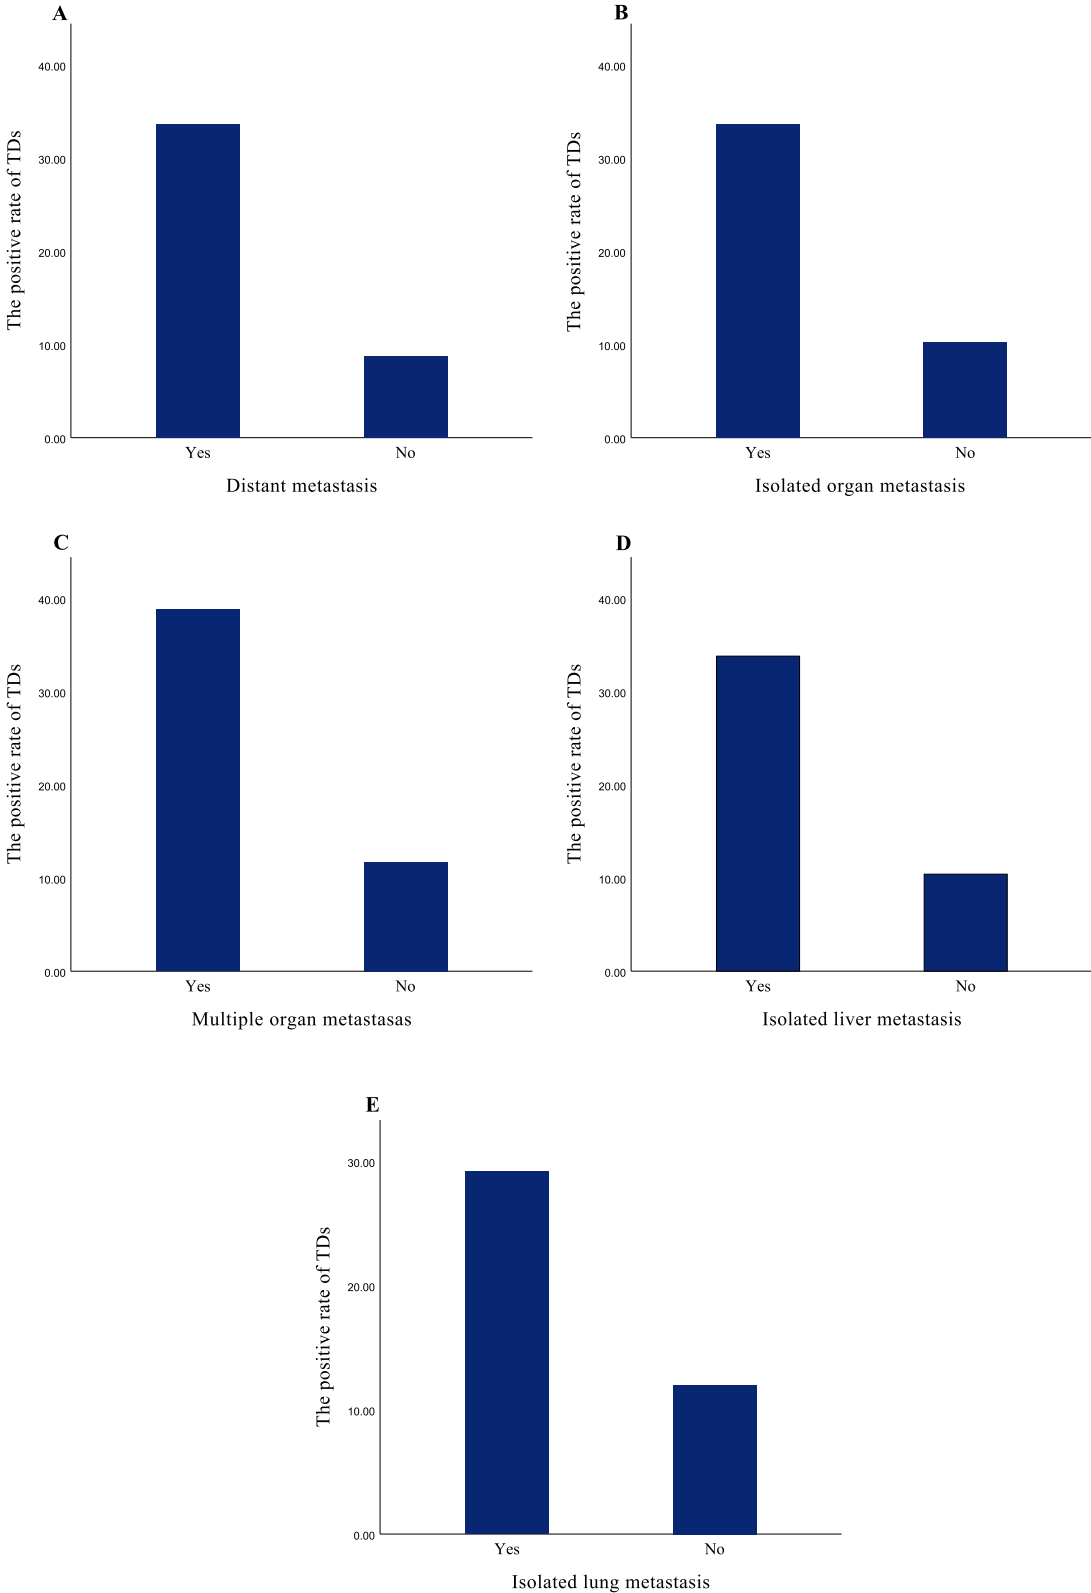 A
The positive rate of TDs
40.00
30.00
20.00
10.00
0.00
Yes No
Distant metastasis
B
The positive rate of TDs
40.00
30.00
20.00
10.00
0.00
Yes No
Isolated organ metastasis
C
The positive rate of TDs
40.00
30.00
20.00
10.00
0.00
Yes No
Multiple organ metastasas
D
The positive rate of TDs
40.00
30.00
20.00
10.00
0.00
Yes No
Isolated liver metastasis
E
The positive rate of TDs
30.00
20.00
10.00
0.00
Yes No
Isolated lung metastasis